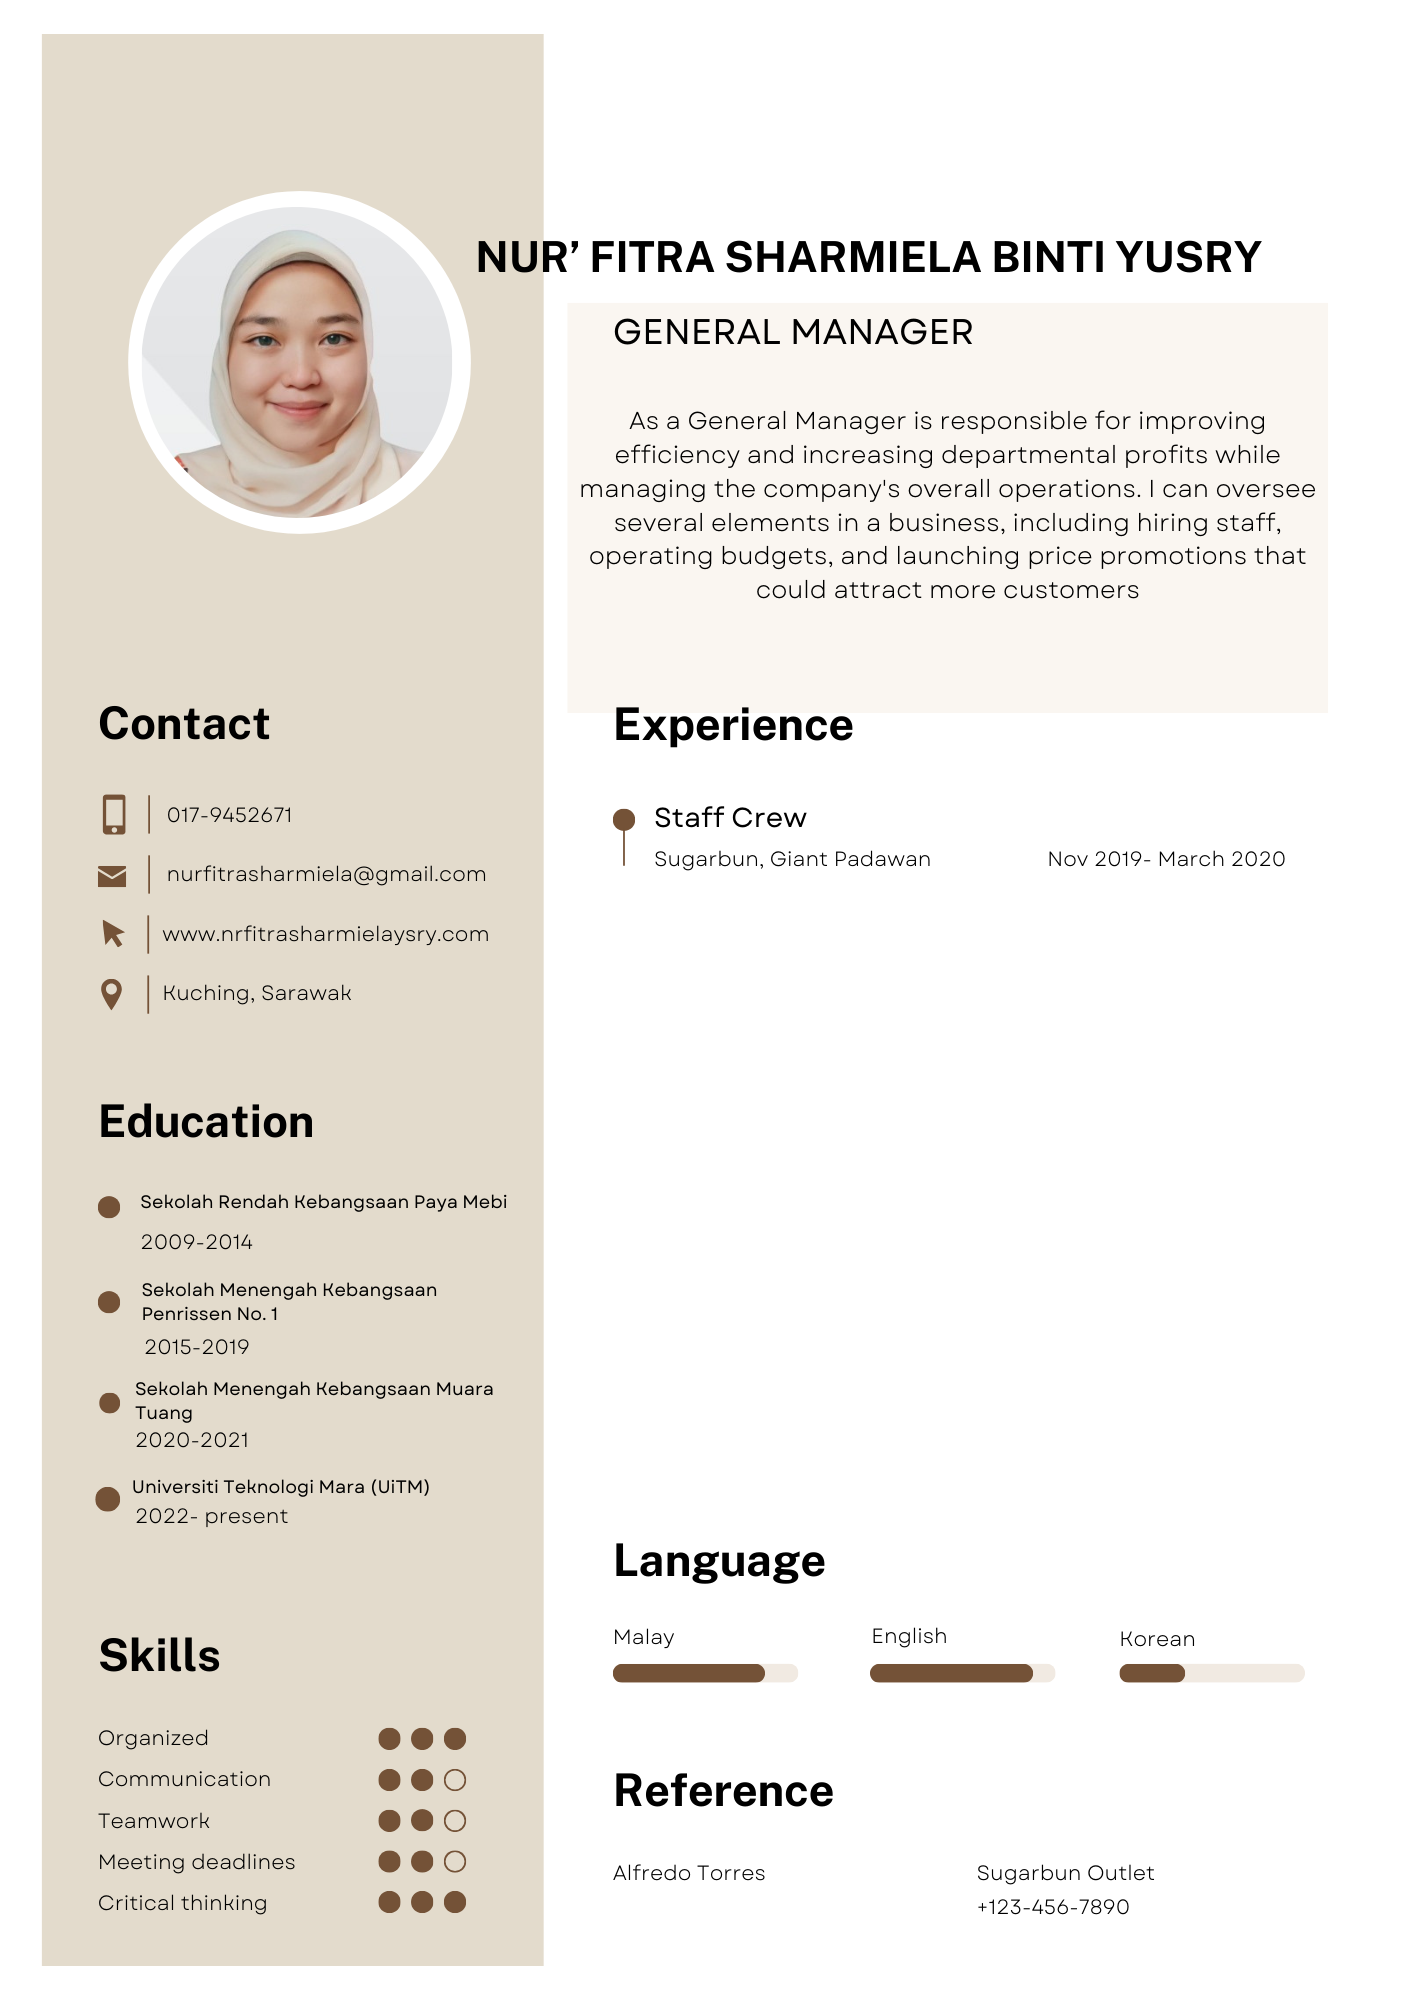 NUR’ FITRA SHARMIELA BINTI YUSRY
GENERAL MANAGER
As a General Manager is responsible for improving
efficiency and increasing departmental profits while
managing the company's overall operations. I can oversee
several elements in a business, including hiring staff,
operating budgets, and launching price promotions that
could attract more customers
Contact
017-9452671
nurfitrasharmiela@gmail.com
www.nrfitrasharmielaysry.com
Kuching, Sarawak
Education
Sekolah Rendah Kebangsaan Paya Mebi
2009-2014
Sekolah Menengah Kebangsaan
Penrissen No. 1
2015-2019
Sekolah Menengah Kebangsaan Muara
Tuang
2020-2021
Universiti Teknologi Mara (UiTM)
2022- present
Skills
Organized
Communication
Teamwork
Meeting deadlines
Critical thinking
Experience
Staff Crew
Sugarbun, Giant Padawan Nov 2019- March 2020
Language
Malay English Korean
Reference
Alfredo Torres Sugarbun Outlet
+123-456-7890